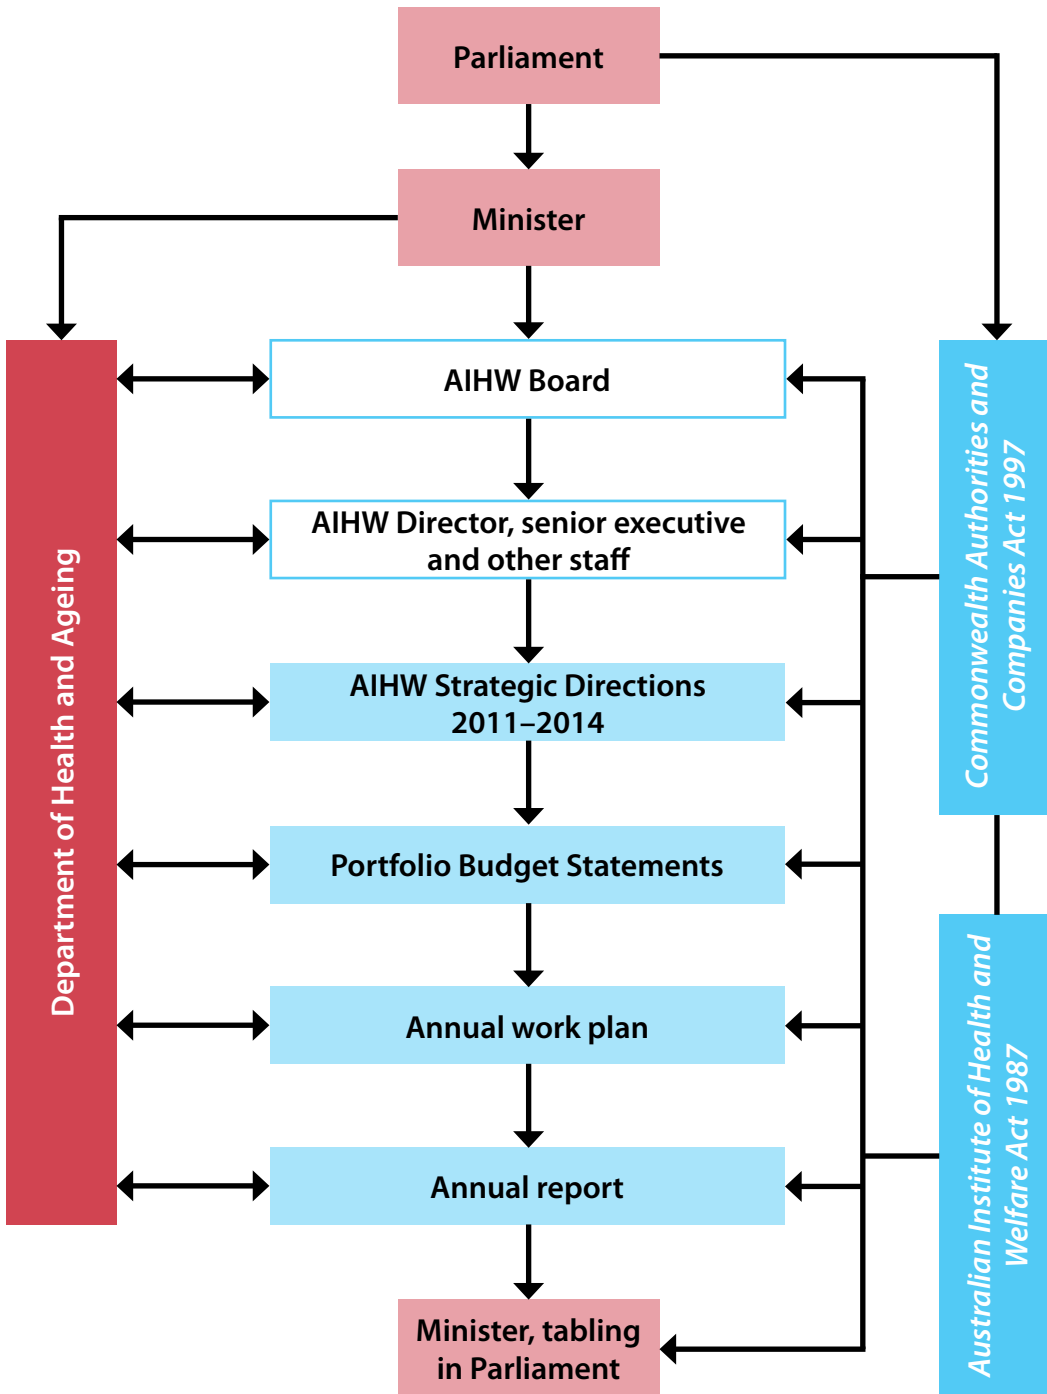 Parliament
Minister
Department of Health and Ageing
AIHW Board
AIHW Director, senior executive
and other staff
AIHW Strategic Directions
2011–2014
Portfolio Budget Statements
Annual work plan
Annual report
Minister, tabling
in Parliament
Commonwealth Authorities and
Companies Act 1997
Australian Institute of Health and
Welfare Act 1987